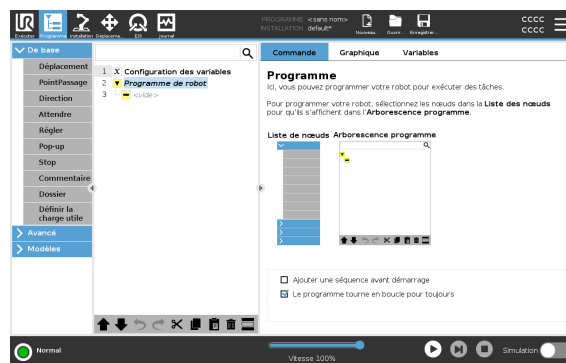 Exécuter Programme Installation Déplaceme... E/S Journal
PROGRAMME <sans nom>
INSTALLATION default*
Nouveau... Ouvrir... Enregistrer...
CCCC
CCCC
De base
Déplacement
PointPassage
Direction
Attendre
Régler
Pop-up
Stop
Commentaire
Dossier
Définir la
charge utile
Avancé
Modèles
1 X Configuration des variables
2 Programme de robot
3 <vide>
Commande Graphique Variables
Programme
Ici, vous pouvez programmer votre robot pour exécuter des tâches.
Pour programmer votre robot, sélectionnez les nœuds dans la Liste des nœuds
pour qu'ils s'affichent dans l'Arborescence programme.
Liste de nœuds Arborescence programme
Ajouter une séquence avant démarrage
Le programme tourne en boucle pour toujours
Normal
Vitesse 100%
Simulation